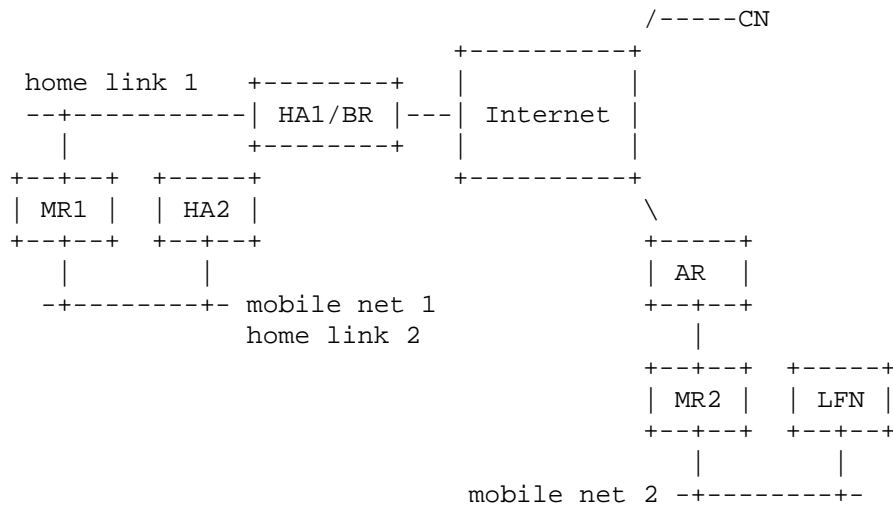 /-----CN
+----------+
home link 1 +--------+ | |
--+-----------| HA1/BR |---| Internet |
| +--------+ | |
+--+--+ +-----+ +----------+
| MR1 | | HA2 | \
+--+--+ +--+--+ +-----+
| | | AR |
-+--------+- mobile net 1 +--+--+
home link 2 |
+--+--+ +-----+
| MR2 | | LFN |
+--+--+ +--+--+
| |
mobile net 2 -+--------+-